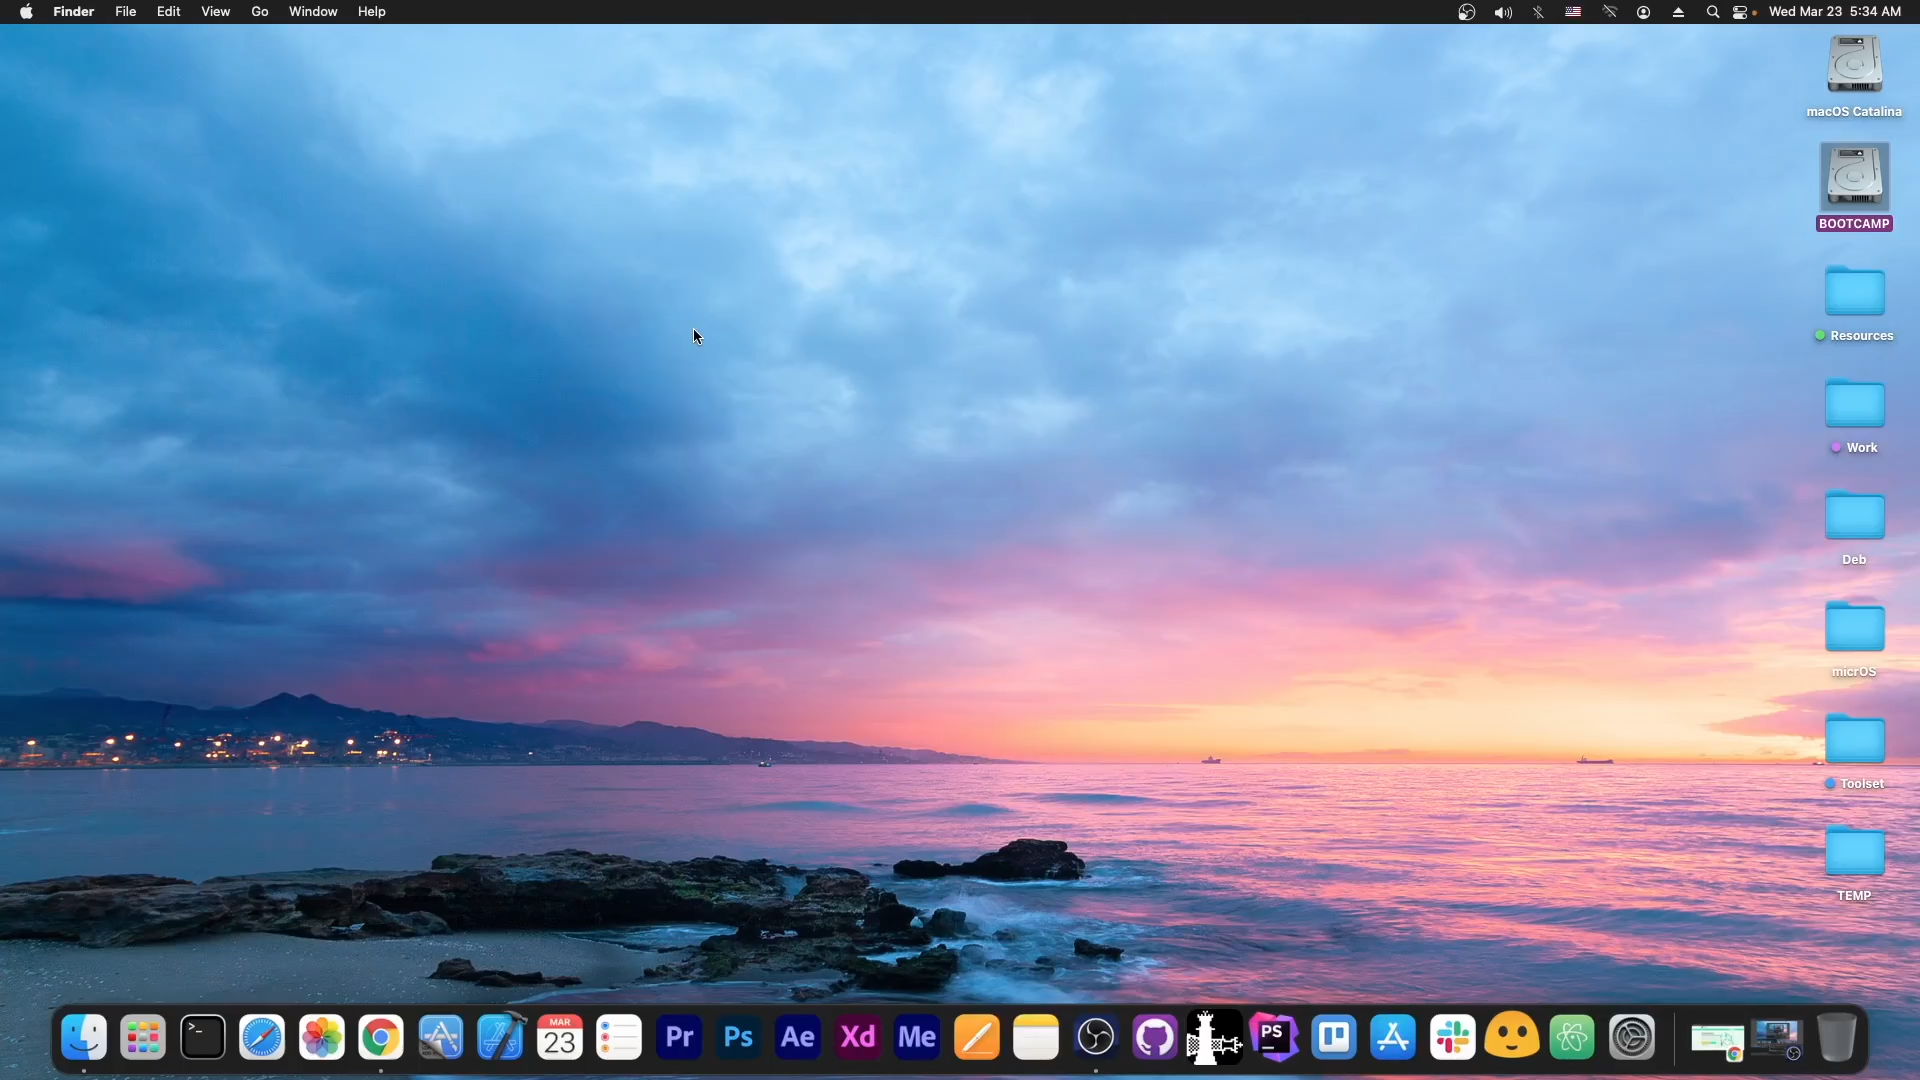 Finder File Edit View Go Window Help
Wed Mar 23 5:34 AM
macOS Catalina
BOOTCAMP
Resources
Work
Deb
micrOS
Toolset
TEMP
>_
MAR
23
Pr
Ps
Ae
Xd
Me
PS